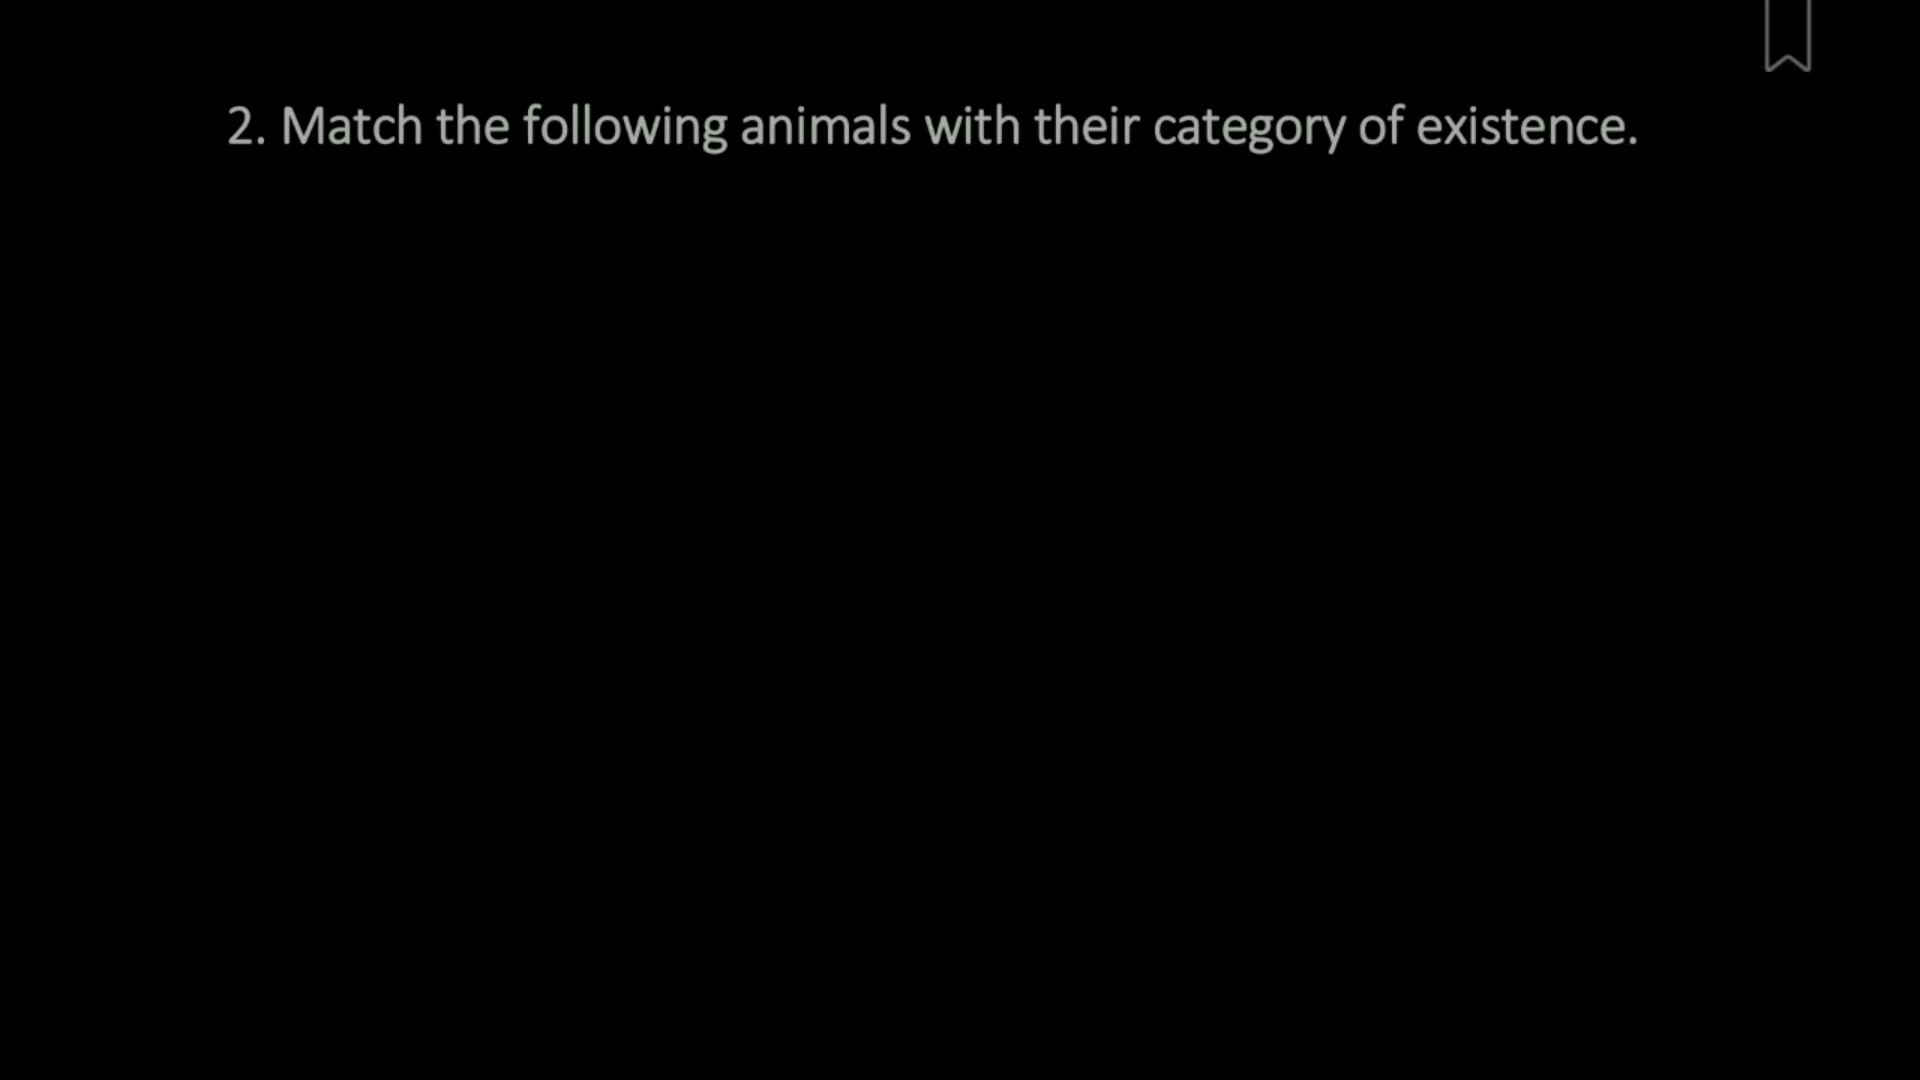 2. Match the following animals with their category of existence.